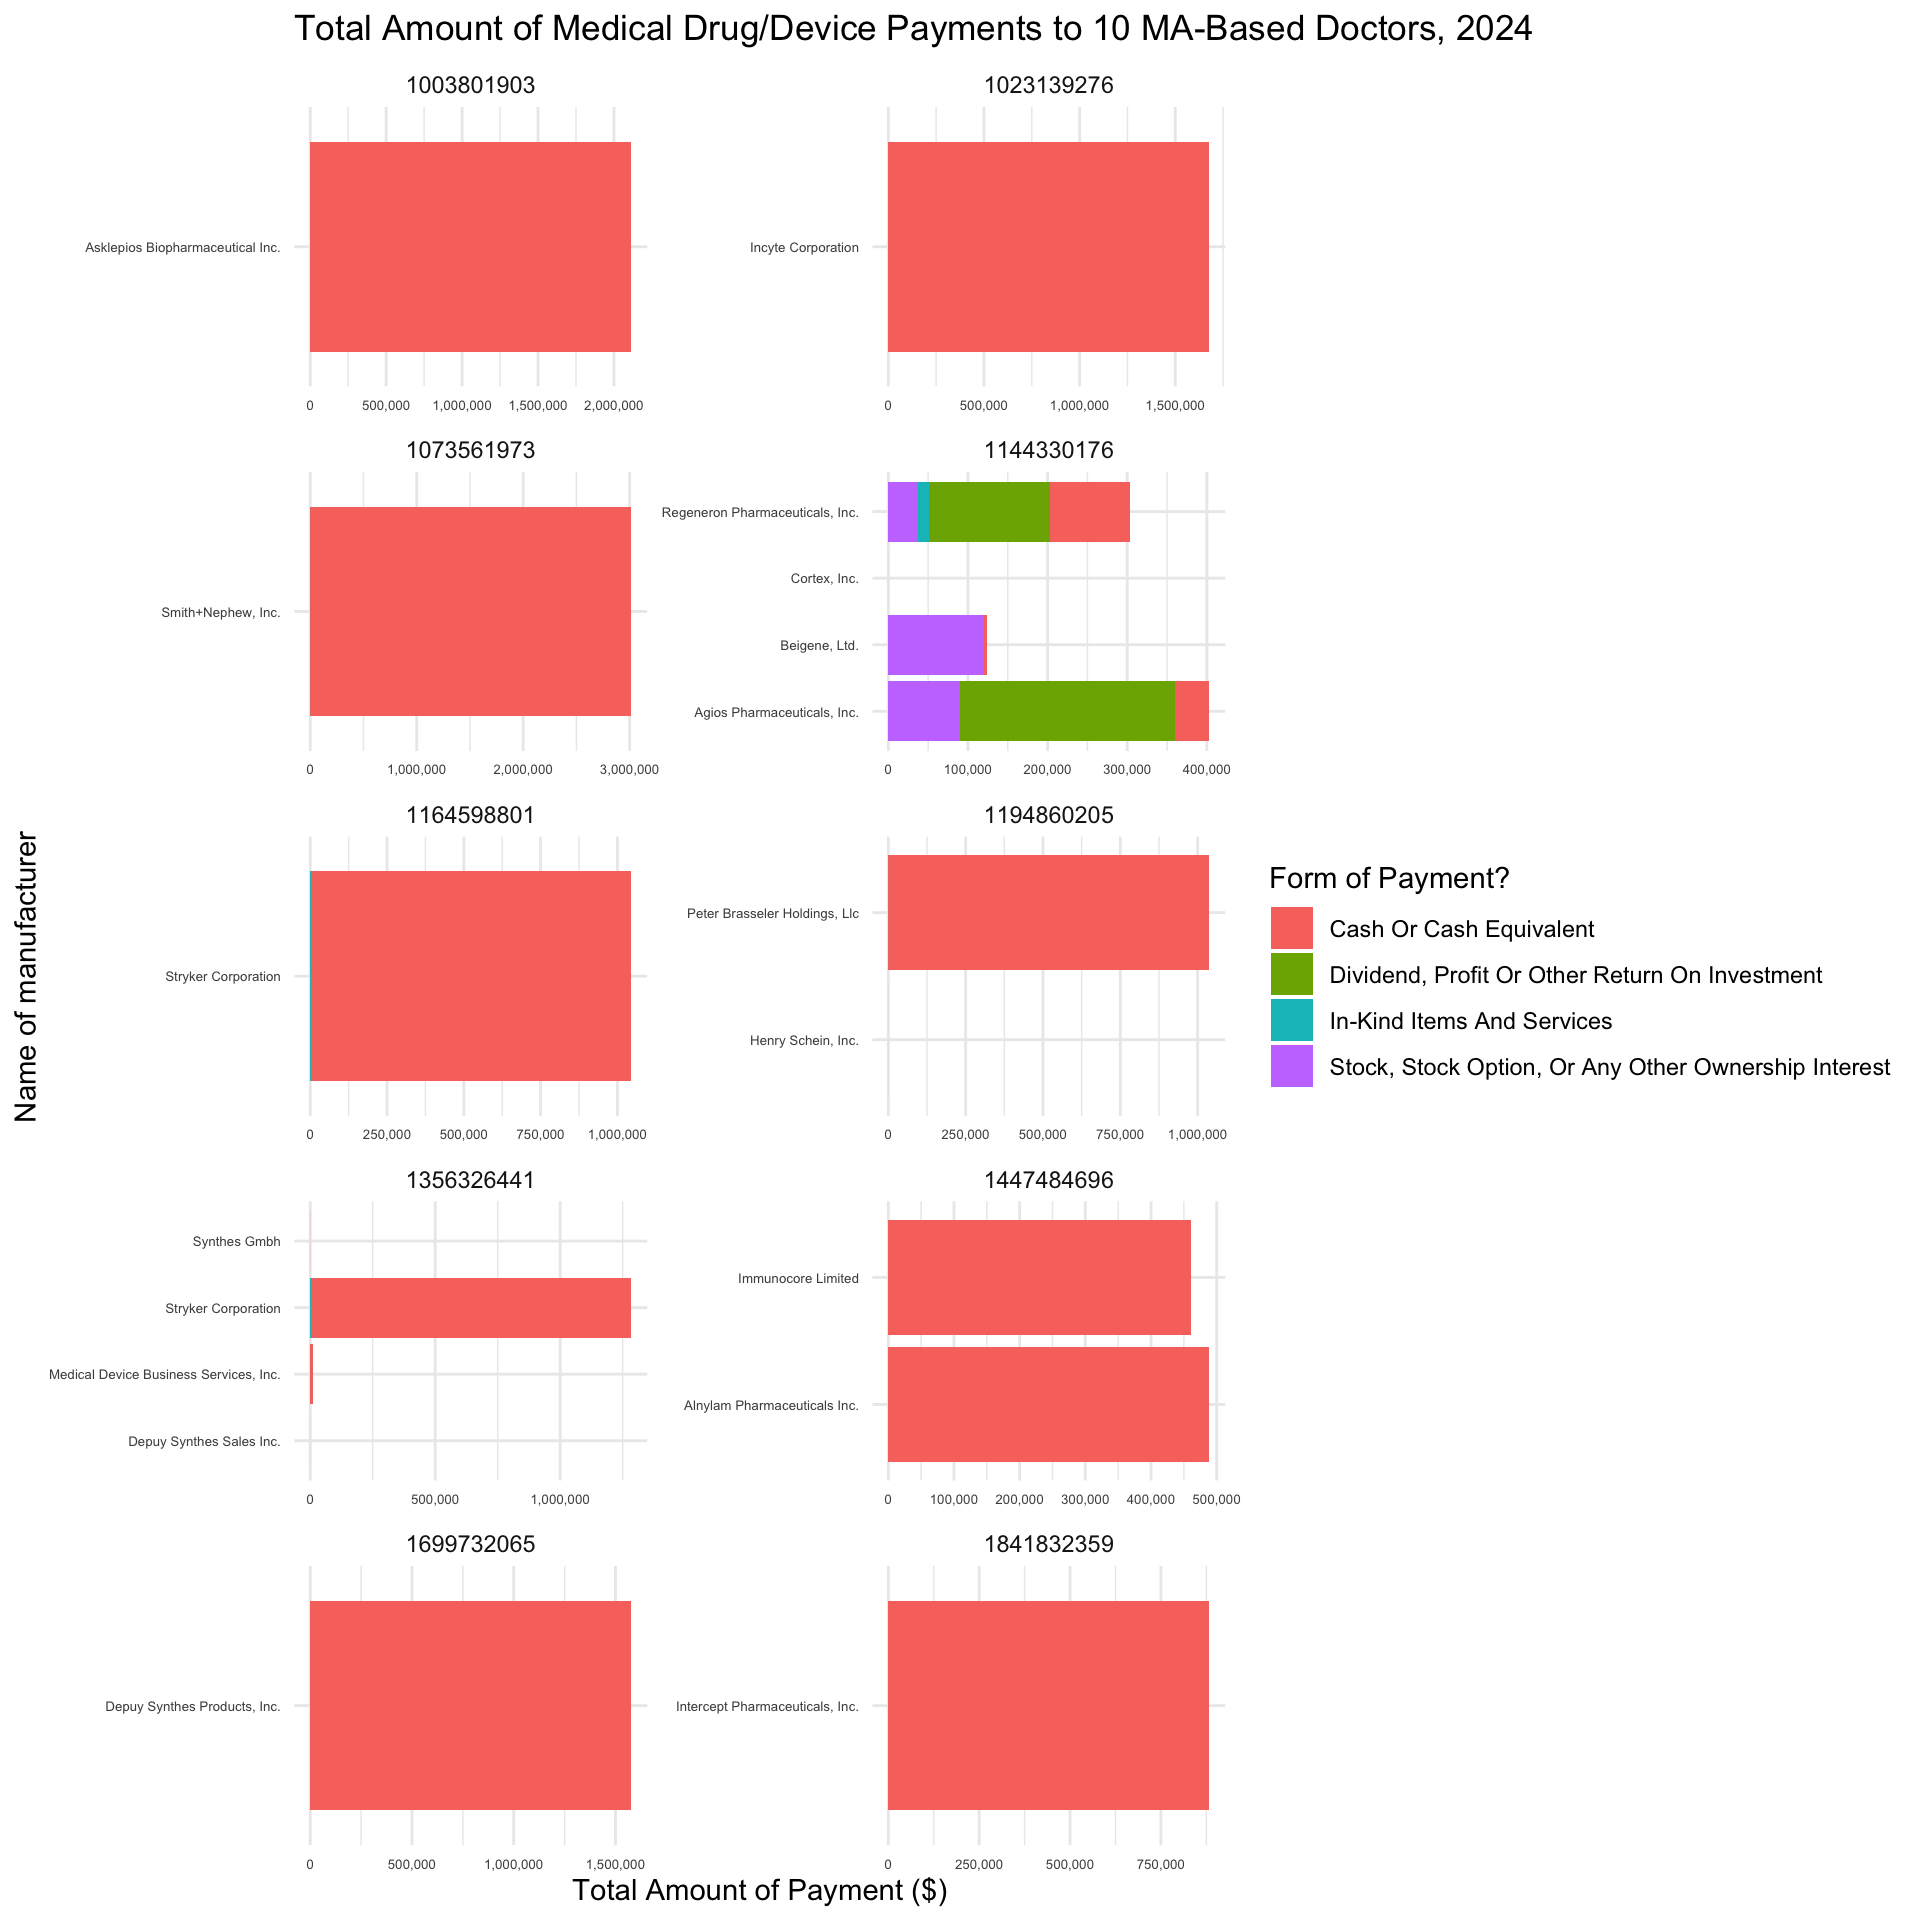 Total Amount of Medical Drug/Device Payments to 10 MA-Based Doctors, 2024
1003801903
Asklepios Biopharmaceutical Inc.
0 500,000 1,000,000 1,500,000 2,000,000
1023139276
Incyte Corporation
0 500,000 1,000,000 1,500,000
1073561973
Smith+Nephew, Inc.
0 1,000,000 2,000,000 3,000,000
1144330176
Regeneron Pharmaceuticals, Inc.
Cortex, Inc.
Beigene, Ltd.
Agios Pharmaceuticals, Inc.
0 100,000 200,000 300,000 400,000
1164598801
Stryker Corporation
0 250,000 500,000 750,000 1,000,000
1194860205
Peter Brasseler Holdings, Llc
Henry Schein, Inc.
0 250,000 500,000 750,000 1,000,000
1356326441
Synthes Gmbh
Stryker Corporation
Medical Device Business Services, Inc.
Depuy Synthes Sales Inc.
0 500,000 1,000,000
1447484696
Immunocore Limited
Alnylam Pharmaceuticals Inc.
0 100,000 200,000 300,000 400,000 500,000
1699732065
Depuy Synthes Products, Inc.
0 500,000 1,000,000 1,500,000
1841832359
Intercept Pharmaceuticals, Inc.
0 250,000 500,000 750,000
Name of manufacturer
Total Amount of Payment ($)
Form of Payment?
Cash Or Cash Equivalent
Dividend, Profit Or Other Return On Investment
In-Kind Items And Services
Stock, Stock Option, Or Any Other Ownership Interest